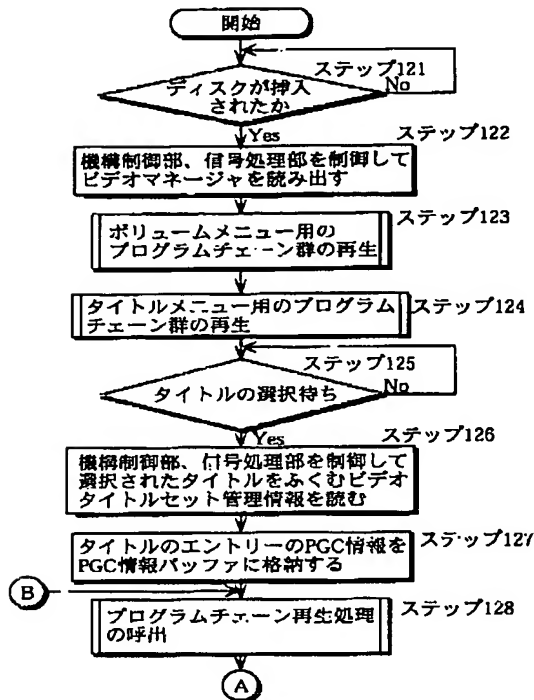 開始
ステップ121
ディスクが挿入
されたか
No
Yes
ステップ122
機構制御部、信号処理部を制御して
ビデオマネージャを読み出す
ステップ123
ボリュームメニュー用の
プログラムチェーン群の再生
タイトルメニュー用のプログラム
チェーン群の再生
ステップ124
ステップ125
タイトルの選択待ち
No
Yes
ステップ126
機構制御部、信号処理部を制御して
選択されたタイトルをふくむビデオ
タイトルセット管理情報を読む
タイトルのエントリーのPGC情報を
PGC情報バッファに格納する
ステップ127
B
プログラムチェーン再生処理
の呼出
ステップ128
A